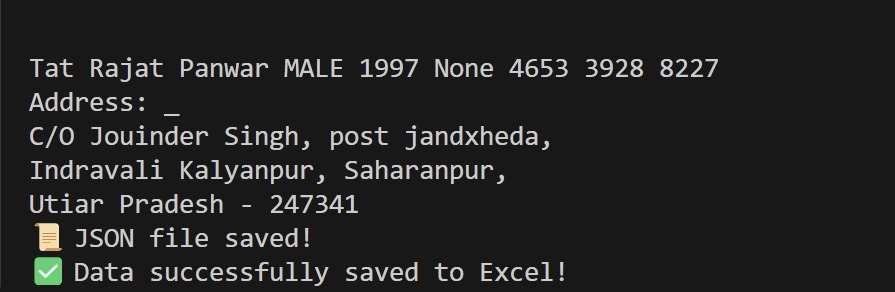 Tat Rajat Panwar MALE 1997 None 4653 3928 8227
Address: _
C/O Jouinder Singh, post jandxheda,
Indravali Kalyanpur, Saharanpur,
Utiar Pradesh - 247341
📜 JSON file saved!
✅ Data successfully saved to Excel!